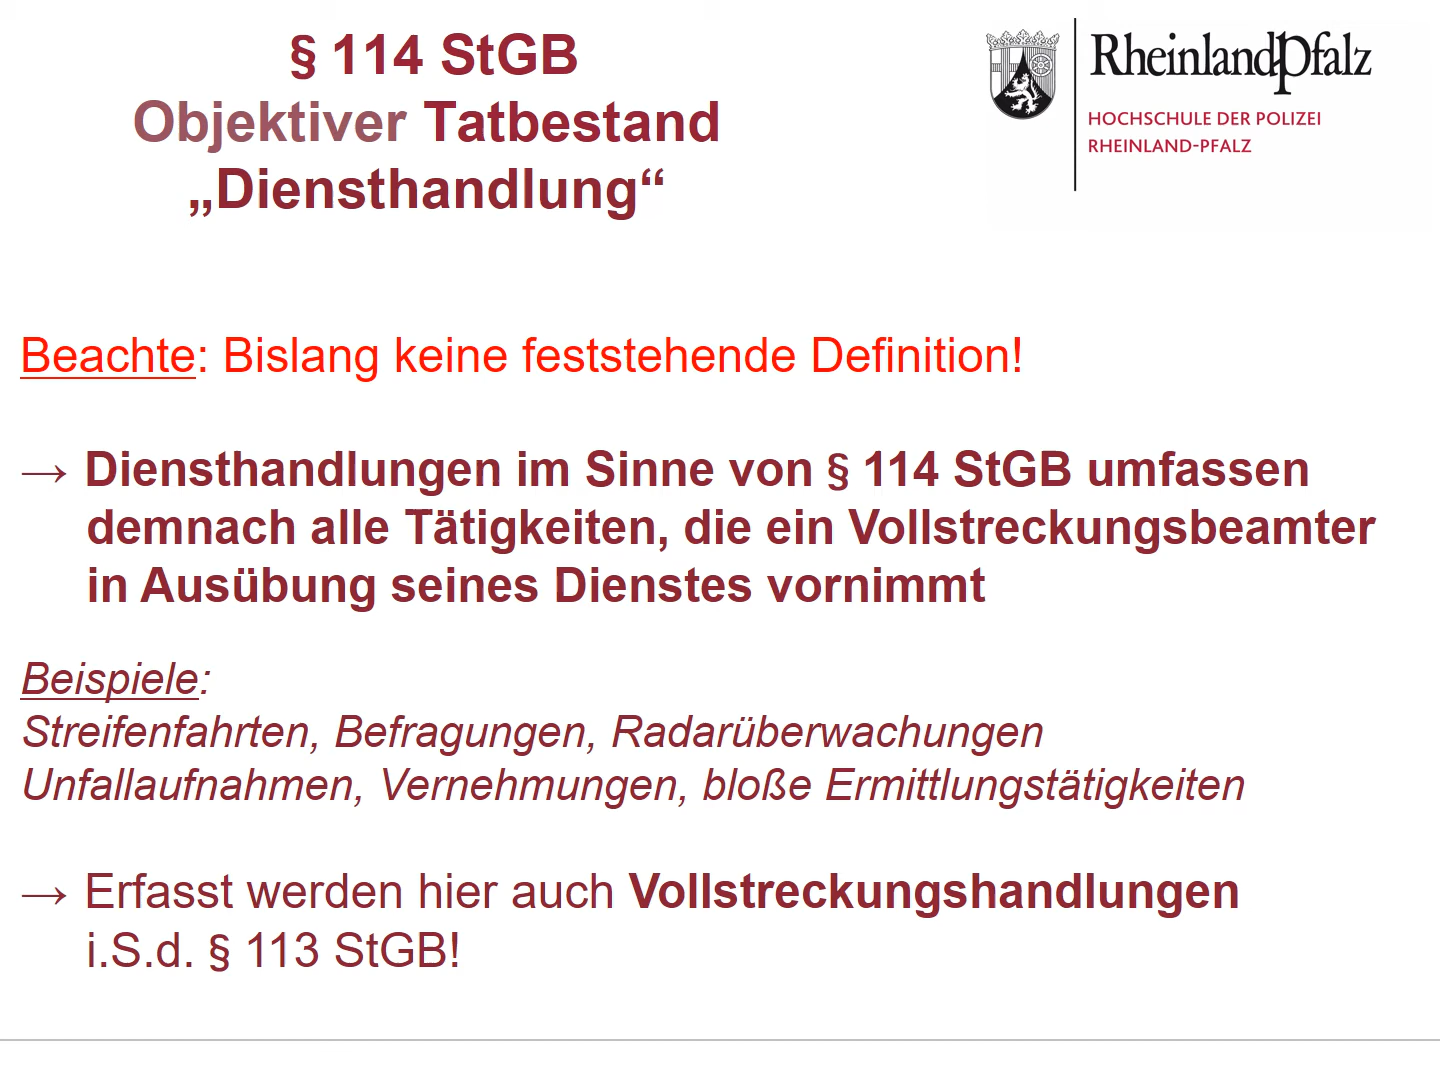 § 114 StGB
Objektiver Tatbestand
„Diensthandlung“
RheinlandPfalz
HOCHSCHULE DER POLIZEI
RHEINLAND-PFALZ
Beachte: Bislang keine feststehende Definition!
→ Diensthandlungen im Sinne von § 114 StGB umfassen
demnach alle Tätigkeiten, die ein Vollstreckungsbeamter
in Ausübung seines Dienstes vornimmt
Beispiele:
Streifenfahrten, Befragungen, Radarüberwachungen
Unfallaufnahmen, Vernehmungen, bloße Ermittlungstätigkeiten
→ Erfasst werden hier auch Vollstreckungshandlungen
i.S.d. § 113 StGB!